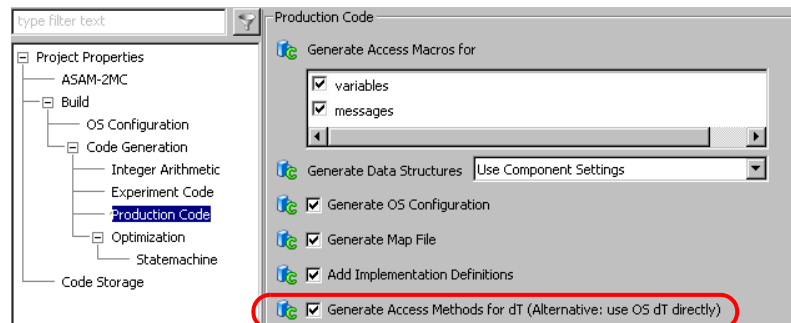 type filter text
Project Properties
ASAM-2MC
Build
OS Configuration
Code Generation
Integer Arithmetic
Experiment Code
Production Code
Optimization
Statemachine
Code Storage
Production Code
Generate Access Macros for
variables
messages
Generate Data Structures Use Component Settings
Generate OS Configuration
Generate Map File
Add Implementation Definitions
Generate Access Methods for dT (Alternative: use OS dT directly)